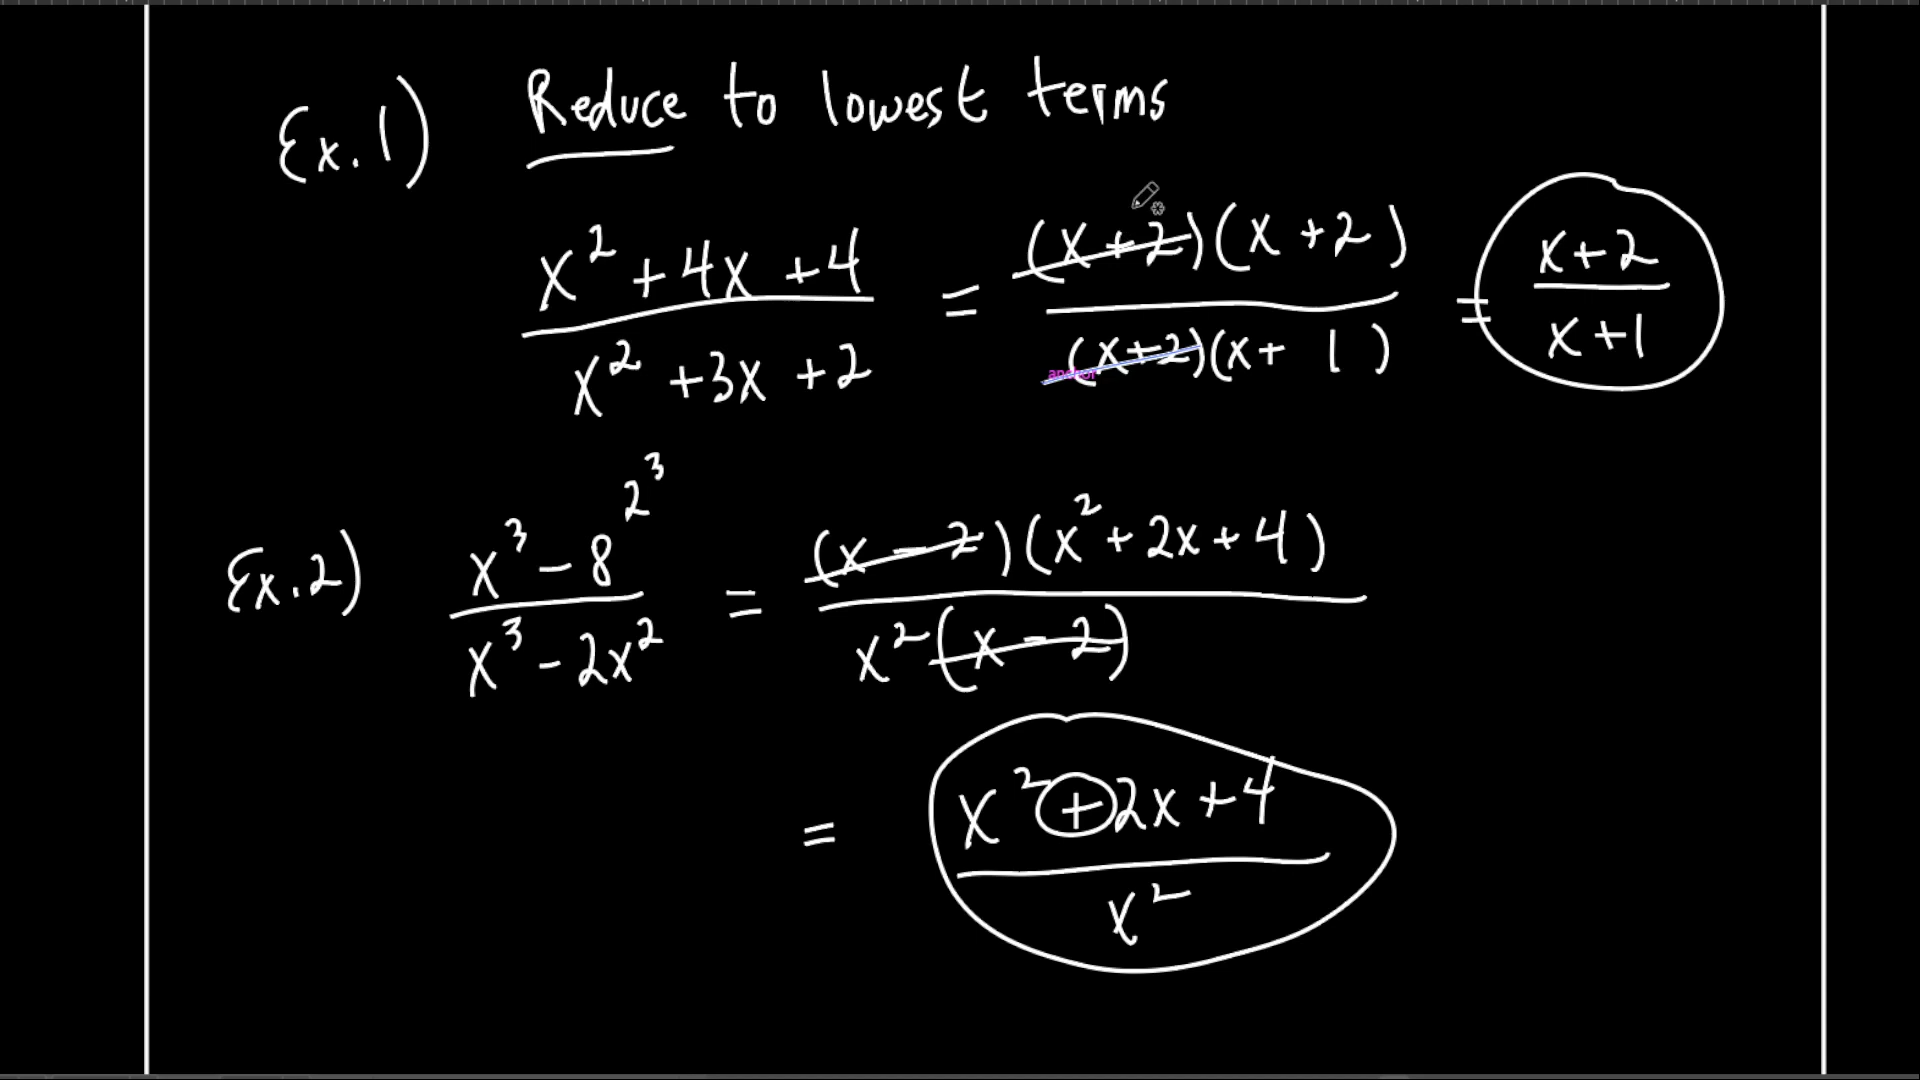 Ex. 1) Reduce to lowest terms
x² + 4x + 4 / x² + 3x + 2 = (x + 2)(x + 2) / (x + 2)(x + 1) = x + 2 / x + 1
anchor
2³
Ex. 2) x³ - 8 / x³ - 2x² = (x - 2)(x² + 2x + 4) / x²(x - 2)
= x² + 2x + 4 / x²